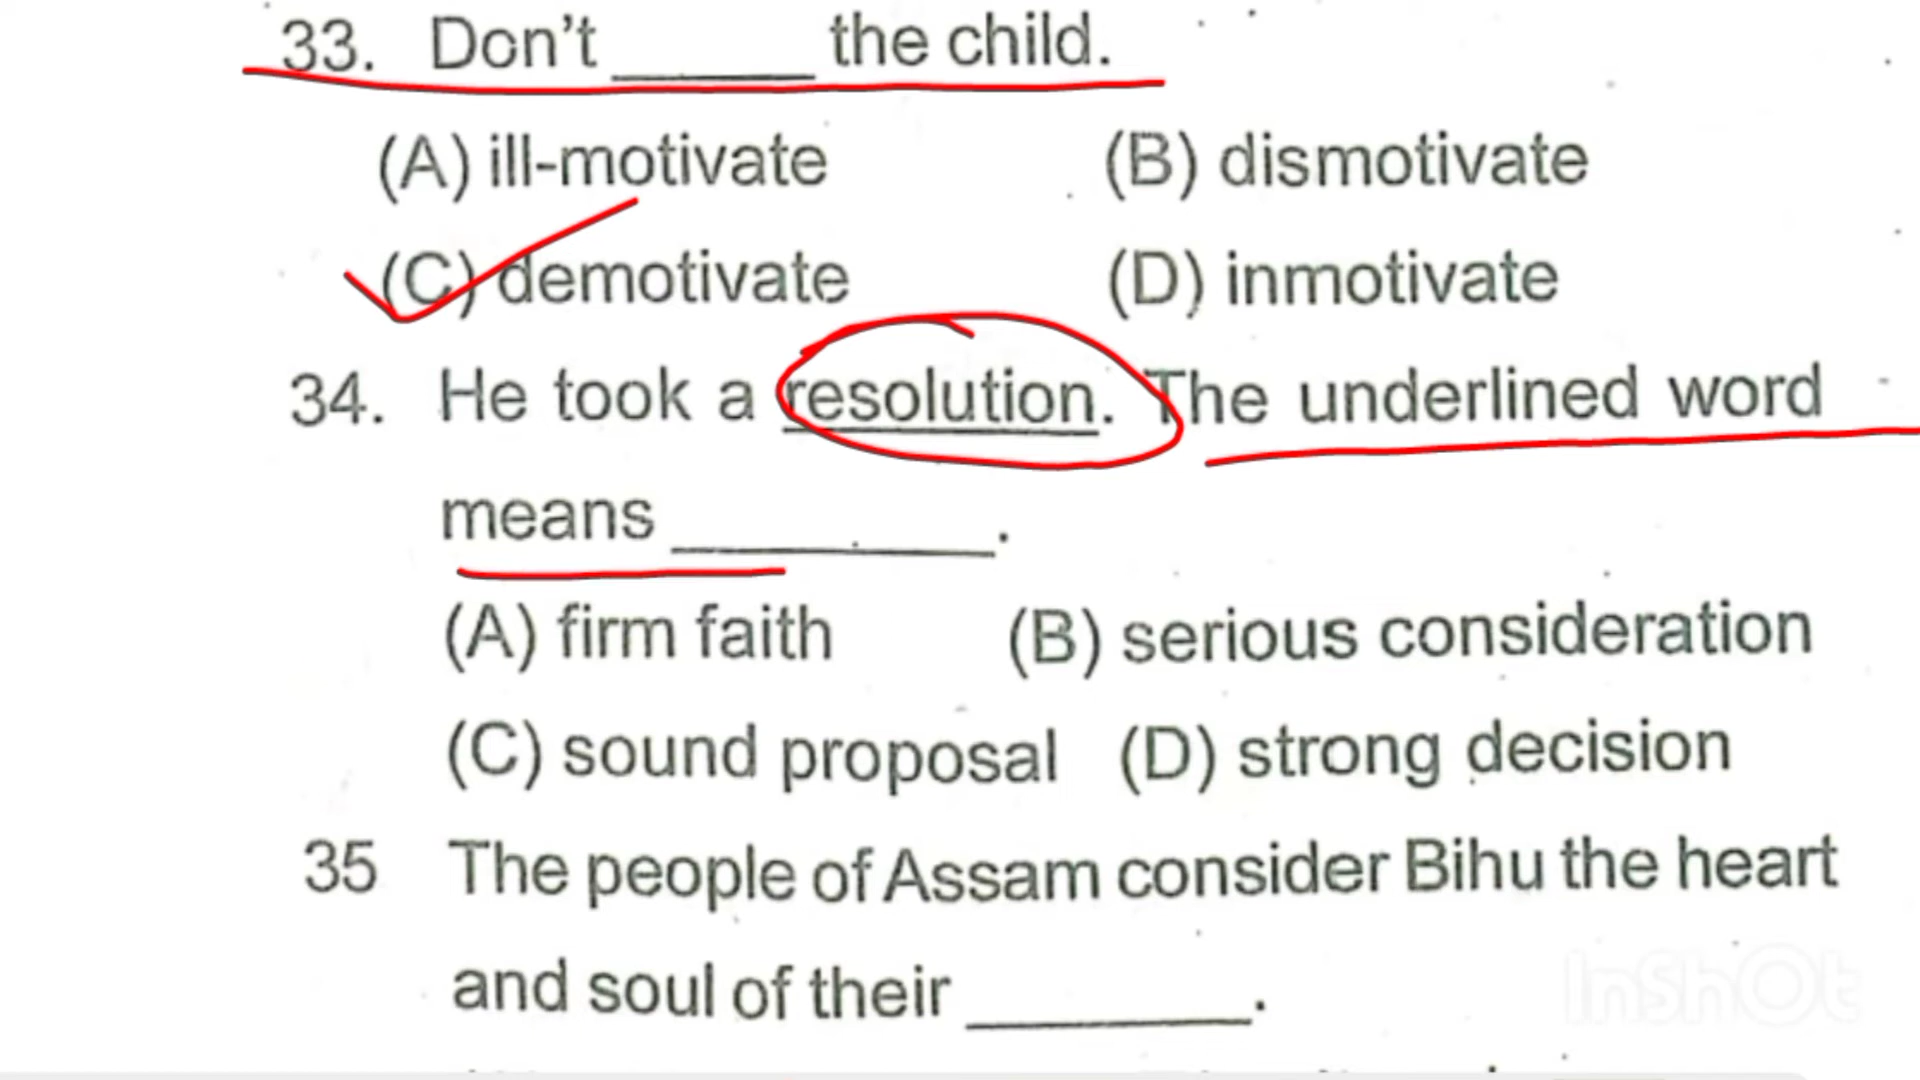 33. Don't ______ the child.
(A) ill-motivate (B) dismotivate
(C) demotivate (D) inmotivate
34. He took a resolution. The underlined word
means __________.
(A) firm faith (B) serious consideration
(C) sound proposal (D) strong decision
35 The people of Assam consider Bihu the heart
and soul of their _________.
InShOt